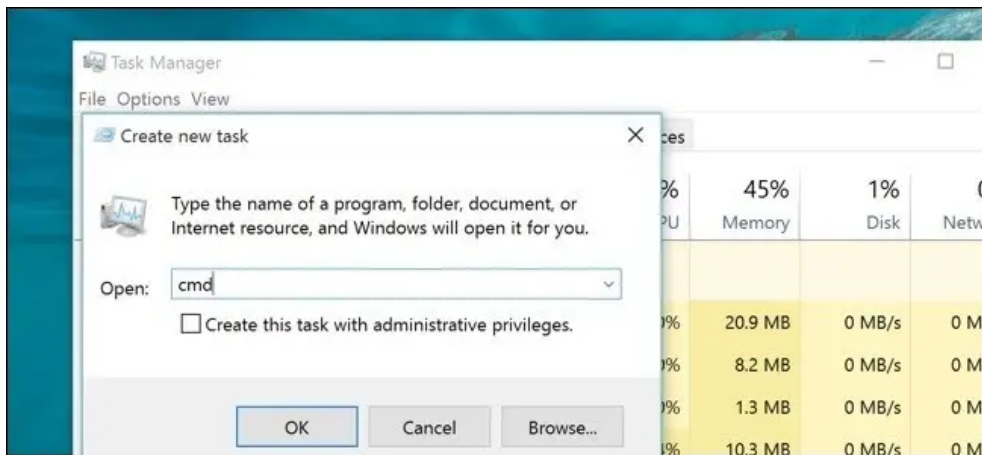 Task Manager
File Options View
Create new task
Type the name of a program, folder, document, or
Internet resource, and Windows will open it for you.
Open: cmd
Create this task with administrative privileges.
OK Cancel Browse...
45% 1%
Memory Disk
20.9 MB 0 MB/s
8.2 MB 0 MB/s
1.3 MB 0 MB/s
10.3 MB 0 MB/s